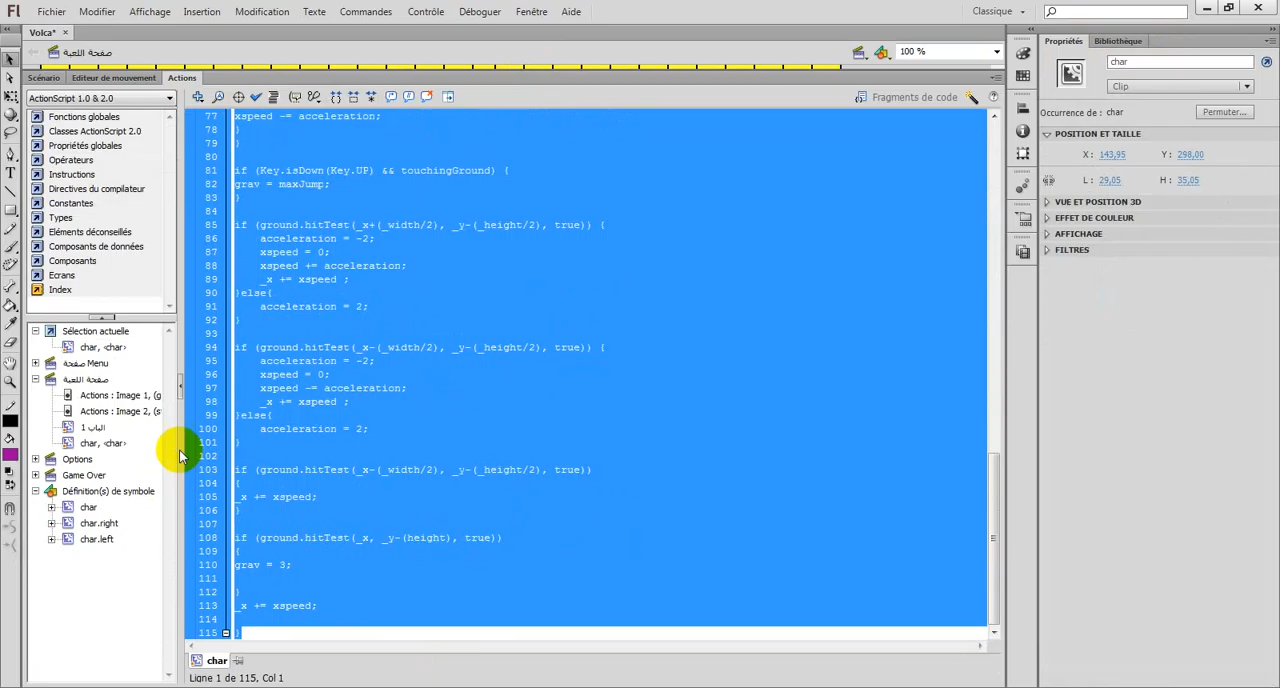 Fl Fichier Modifier Affichage Insertion Modification Texte Commandes Contrôle Déboguer Fenêtre Aide Classique
Volca* ×
صفحة اللعبة 100 %
Scénario Editeur de mouvement Actions
ActionScript 1.0 & 2.0
Fragments de code
Fonctions globales
Classes ActionScript 2.0
Propriétés globales
Opérateurs
Instructions
Directives du compilateur
Constantes
Types
Eléments déconseillés
Composants de données
Composants
Ecrans
Index
Sélection actuelle
char, <char>
صفحة Menu
صفحة اللعبة
Actions : Image 1, (g
Actions : Image 2, (s
الباب 1
char, <char>
Options
Game Over
Définition(s) de symbole
char
char.right
char.left
77 xspeed -= acceleration;
78 }
79 }
80
81 if (Key.isDown(Key.UP) && touchingGround) {
82 grav = maxJump;
83 }
84
85 if (ground.hitTest(_x+(_width/2), _y-(_height/2), true)) {
86 acceleration = -2;
87 xspeed = 0;
88 xspeed += acceleration;
89 _x += xspeed ;
90 }else{
91 acceleration = 2;
92 }
93
94 if (ground.hitTest(_x-(_width/2), _y-(_height/2), true)) {
95 acceleration = -2;
96 xspeed = 0;
97 xspeed -= acceleration;
98 _x += xspeed ;
99 }else{
100 acceleration = 2;
101 }
102
103 if (ground.hitTest(_x-(_width/2), _y-(_height/2), true))
104 {
105 _x += xspeed;
106 }
107
108 if (ground.hitTest(_x, _y-(height), true))
109 {
110 grav = 3;
111
112 }
113 _x += xspeed;
114
115 }
char
Ligne 1 de 115, Col 1
Propriétés Bibliothèque
char
Clip
Occurrence de : char Permuter...
POSITION ET TAILLE
X : 143,95 Y : 298,00
L : 29,05 H : 35,05
VUE ET POSITION 3D
EFFET DE COULEUR
AFFICHAGE
FILTRES